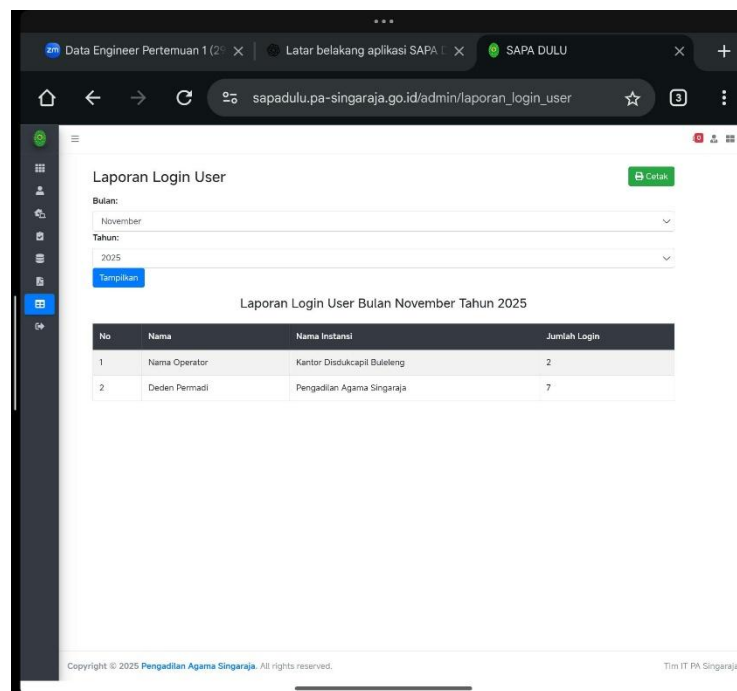 Data Engineer Pertemuan 1 (29
Latar belakang aplikasi SAPA D
SAPA DULU
sapadulu.pa-singaraja.go.id/admin/laporan_login_user
3
Laporan Login User
Cetak
Bulan:
November
Tahun:
2025
Tampilkan
Laporan Login User Bulan November Tahun 2025
No Nama Nama Instansi Jumlah Login
1 Nama Operator Kantor Disdukcapil Buleleng 2
2 Deden Permadi Pengadilan Agama Singaraja 7
Copyright © 2025 Pengadilan Agama Singaraja. All rights reserved.
Tim IT PA Singaraja